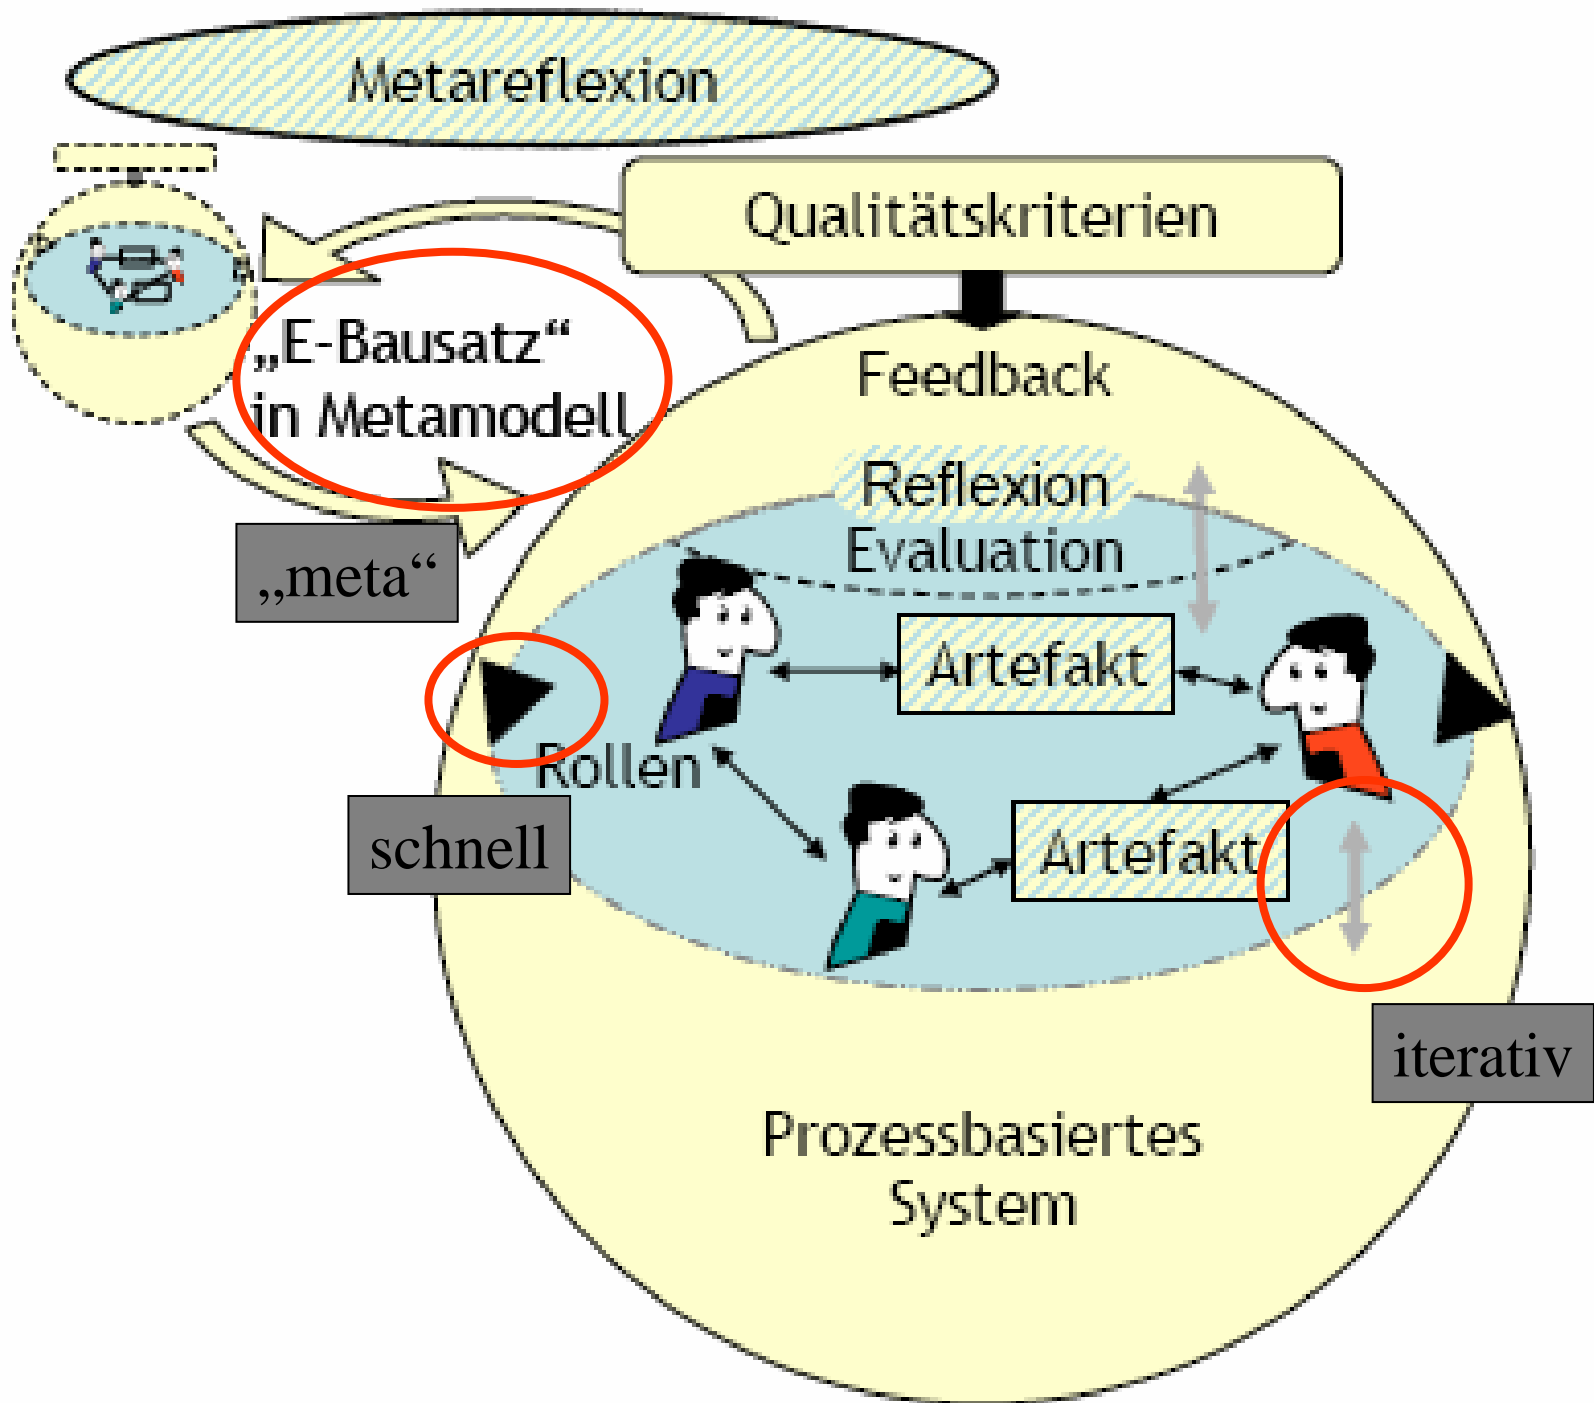 Metareflexion
Qualitätskriterien
„E-Bausatz“
in Metamodell
Feedback
Reflexion
Evaluation
„meta“
Artefakt
Rollen
schnell
Artefakt
iterativ
Prozessbasiertes
System